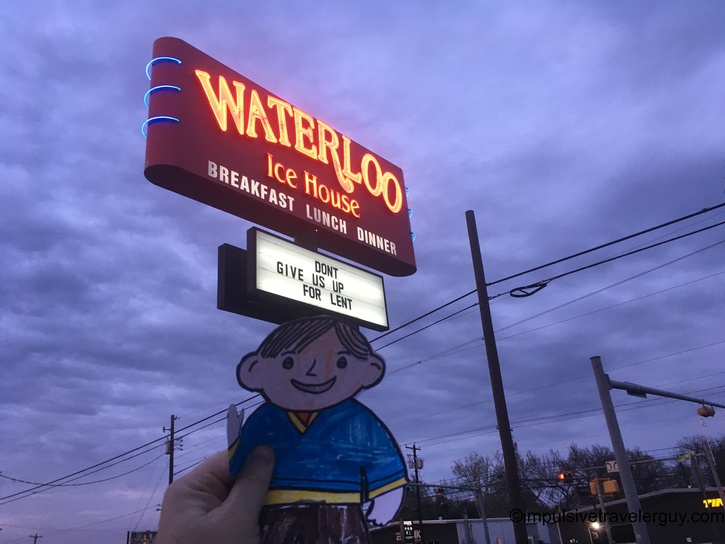 WATERLOO
Ice House
BREAKFAST LUNCH DINNER
DONT
GIVE US UP
FOR LENT
©impulsivetravelerguy.com